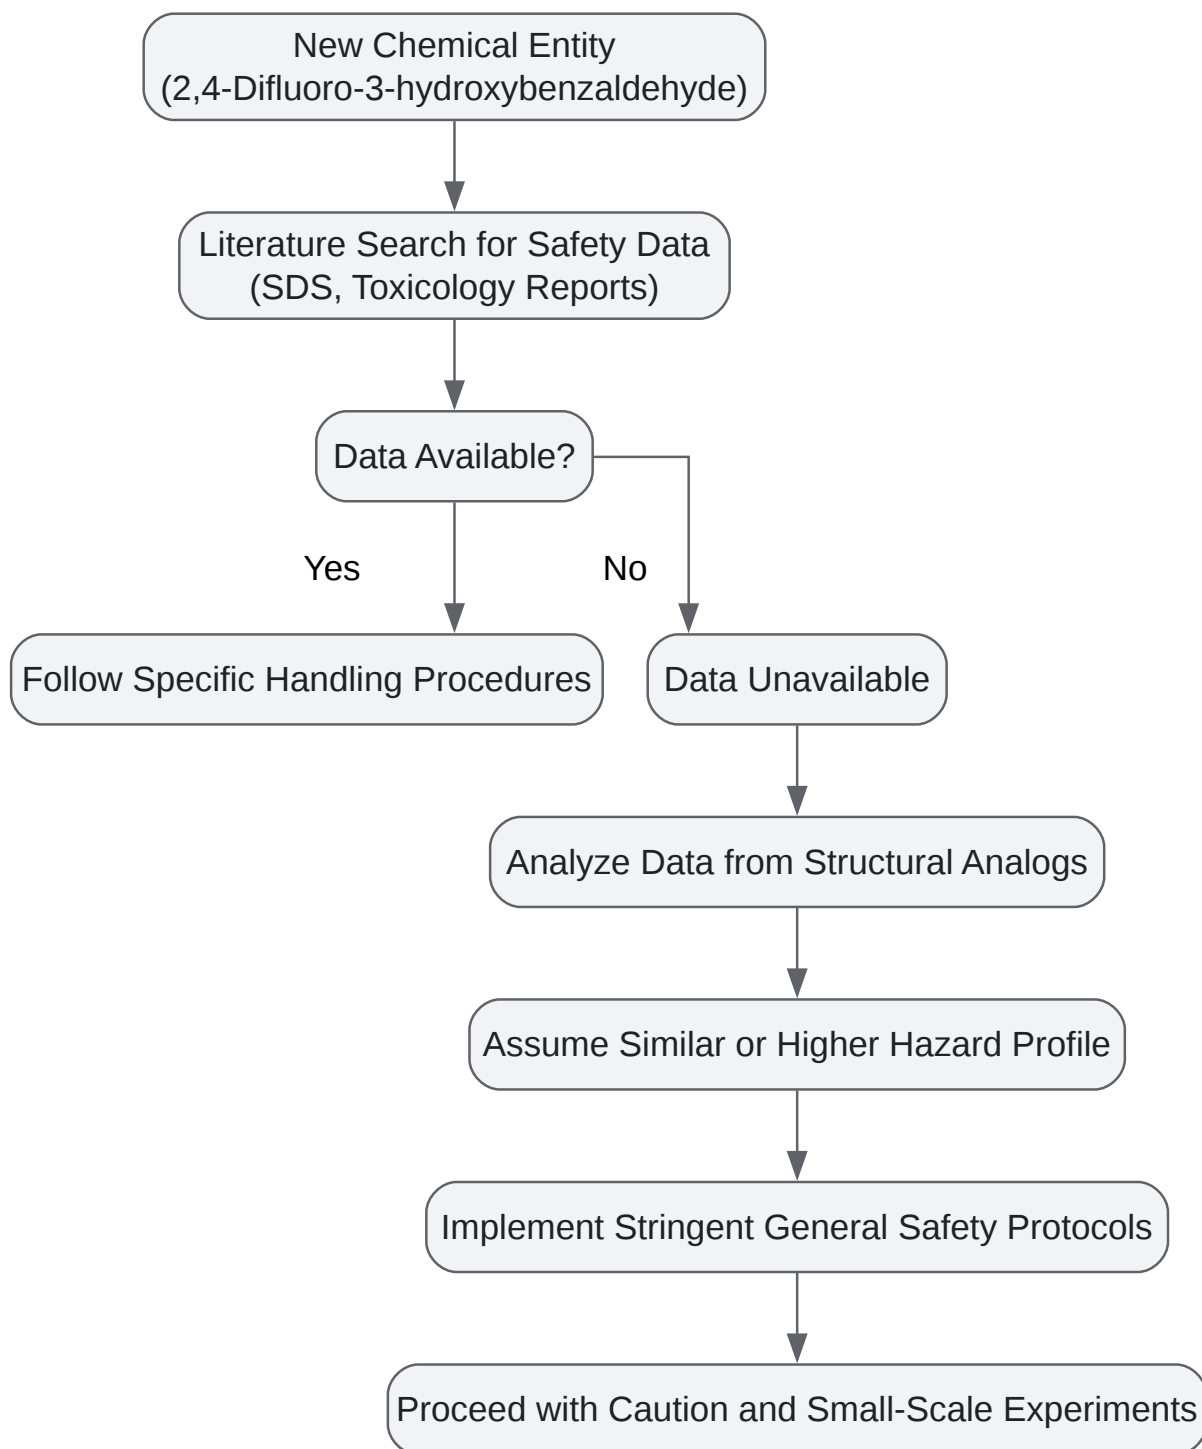 New Chemical Entity
(2,4-Difluoro-3-hydroxybenzaldehyde)
Literature Search for Safety Data
(SDS, Toxicology Reports)
Data Available?
Yes
No
Follow Specific Handling Procedures
Data Unavailable
Analyze Data from Structural Analogs
Assume Similar or Higher Hazard Profile
Implement Stringent General Safety Protocols
Proceed with Caution and Small-Scale Experiments